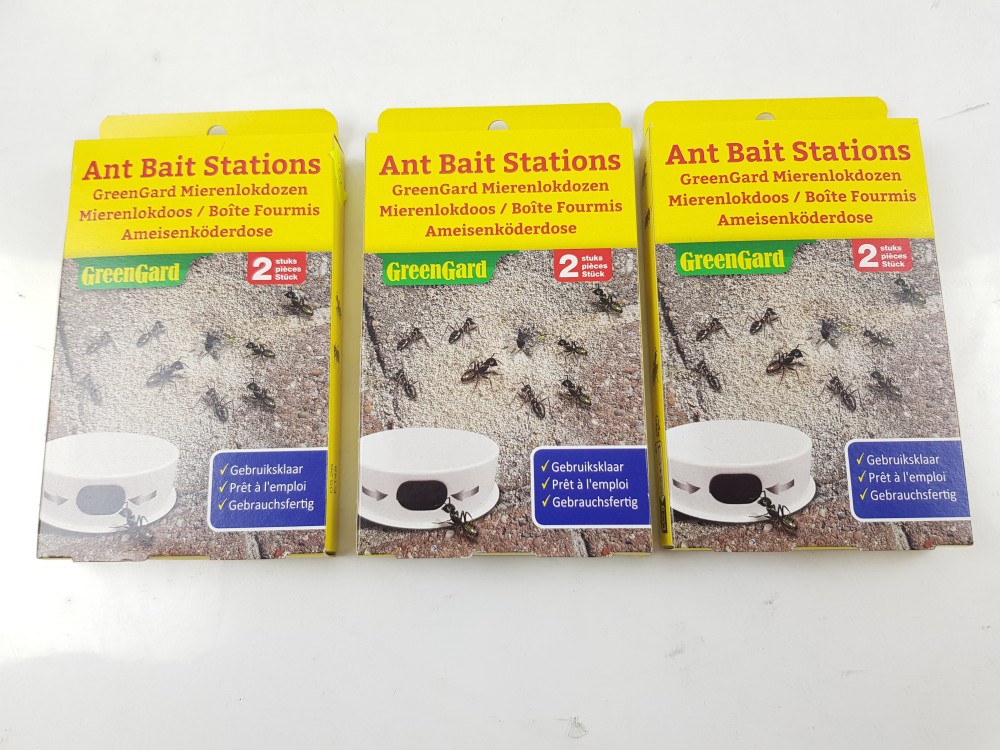 Ant Bait Stations
GreenGard Mierenlokdozen
Mierenlokdoos / Boîte Fourmis
Ameisenköderdose
GreenGard
2 stuks
pièces
Stück
✓ Gebruiksklaar
✓ Prêt à l'emploi
✓ Gebrauchsfertig
Ant Bait Stations
GreenGard Mierenlokdozen
Mierenlokdoos / Boîte Fourmis
Ameisenköderdose
GreenGard
2 stuks
pièces
Stück
✓ Gebruiksklaar
✓ Prêt à l'emploi
✓ Gebrauchsfertig
Ant Bait Stations
GreenGard Mierenlokdozen
Mierenlokdoos / Boîte Fourmis
Ameisenköderdose
GreenGard
2 stuks
pièces
Stück
✓ Gebruiksklaar
✓ Prêt à l'emploi
✓ Gebrauchsfertig